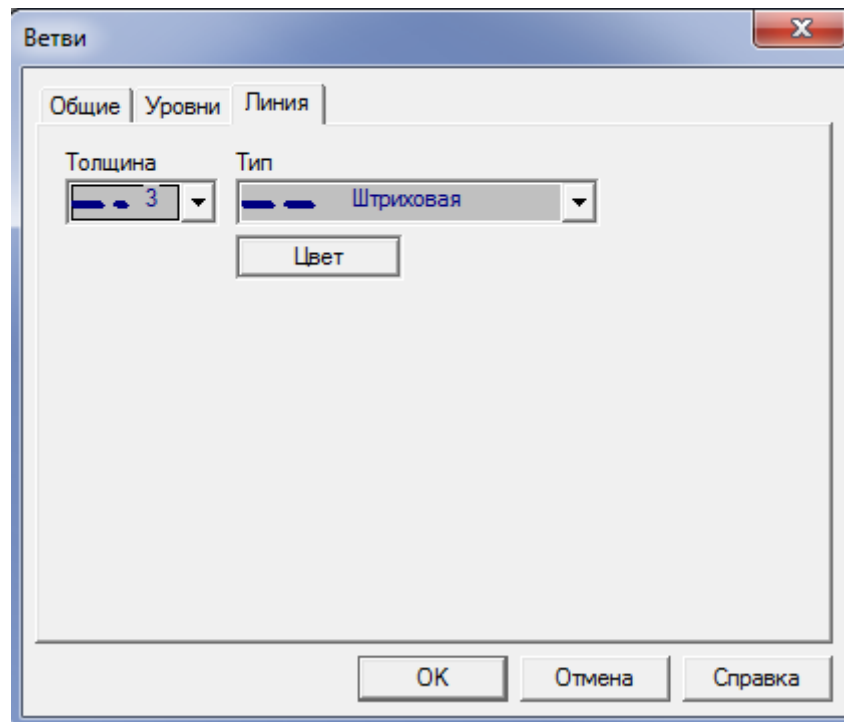 Ветви
Общие Уровни Линия
Толщина Тип
3 Штриховая
Цвет
OK Отмена Справка